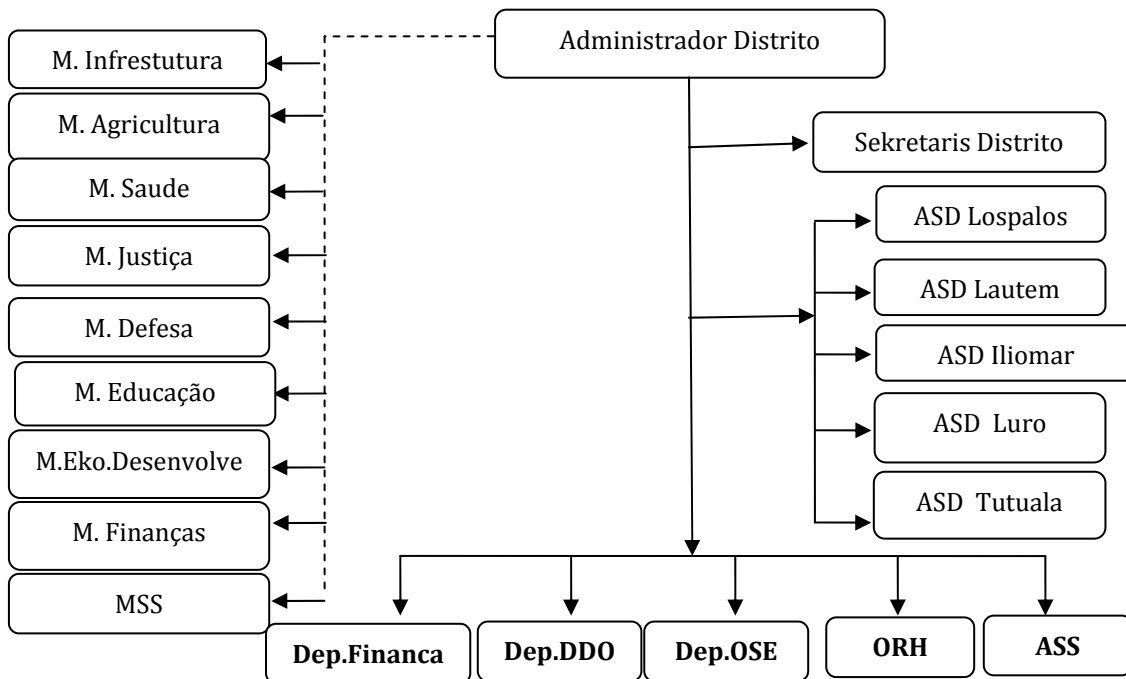 Administrador Distrito
M. Infrestutura
M. Agricultura
M. Saude
M. Justiça
M. Defesa
M. Educação
M.Eko.Desenvolve
M. Finanças
MSS
Sekretaris Distrito
ASD Lospalos
ASD Lautem
ASD Iliomar
ASD Luro
ASD Tutuala
Dep.Financa
Dep.DDO
Dep.OSE
ORH
ASS